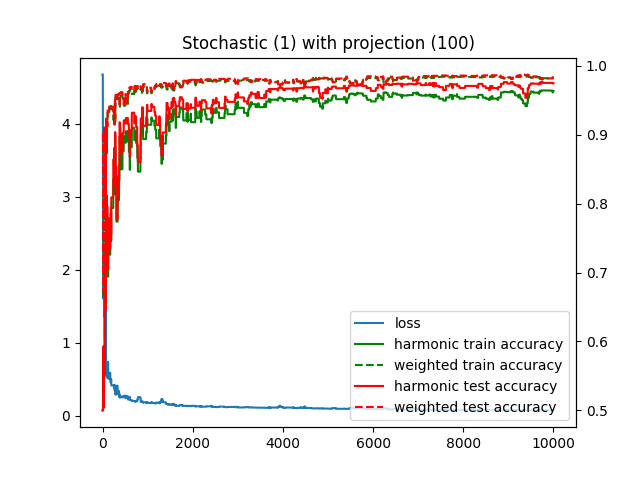 Stochastic (1) with projection (100)
4
3
2
1
0
1.0
0.9
0.8
0.7
0.6
0.5
loss
harmonic train accuracy
weighted train accuracy
harmonic test accuracy
weighted test accuracy
0 2000 4000 6000 8000 10000